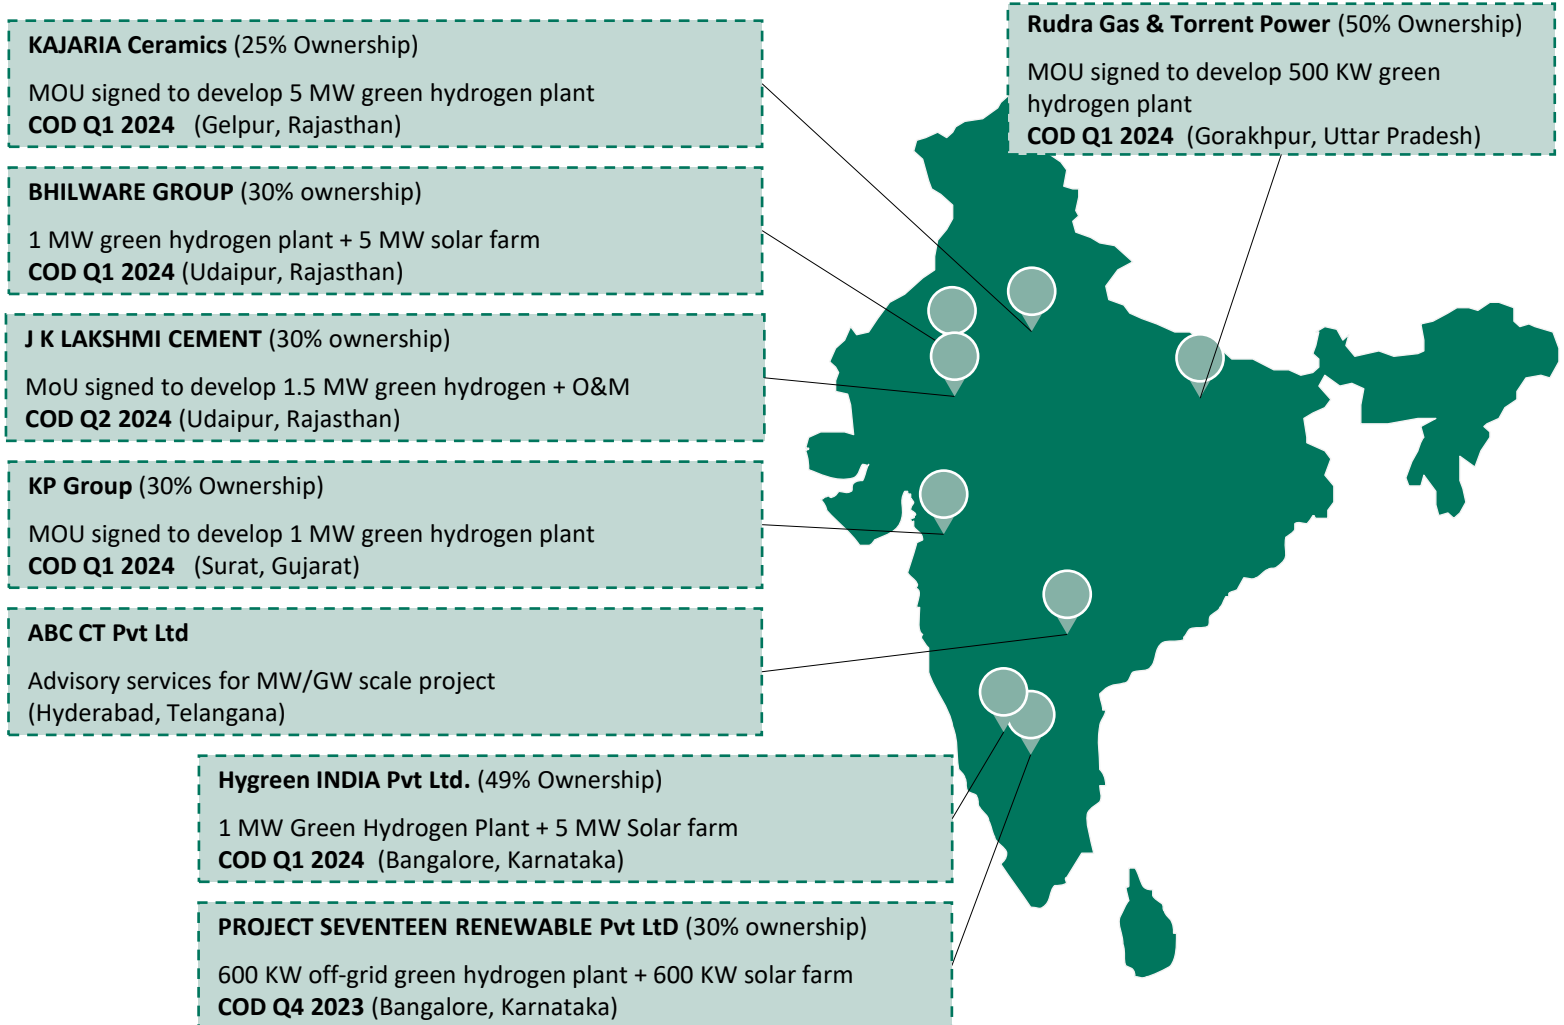 KAJARIA Ceramics (25% Ownership)
MOU signed to develop 5 MW green hydrogen plant
COD Q1 2024 (Gelpur, Rajasthan)
BHILWARE GROUP (30% ownership)
1 MW green hydrogen plant + 5 MW solar farm
COD Q1 2024 (Udaipur, Rajasthan)
J K LAKSHMI CEMENT (30% ownership)
MoU signed to develop 1.5 MW green hydrogen + O&M
COD Q2 2024 (Udaipur, Rajasthan)
KP Group (30% Ownership)
MOU signed to develop 1 MW green hydrogen plant
COD Q1 2024 (Surat, Gujarat)
ABC CT Pvt Ltd
Advisory services for MW/GW scale project
(Hyderabad, Telangana)
Hygreen INDIA Pvt Ltd. (49% Ownership)
1 MW Green Hydrogen Plant + 5 MW Solar farm
COD Q1 2024 (Bangalore, Karnataka)
PROJECT SEVENTEEN RENEWABLE Pvt LtD (30% ownership)
600 KW off-grid green hydrogen plant + 600 KW solar farm
COD Q4 2023 (Bangalore, Karnataka)
Rudra Gas & Torrent Power (50% Ownership)
MOU signed to develop 500 KW green
hydrogen plant
COD Q1 2024 (Gorakhpur, Uttar Pradesh)